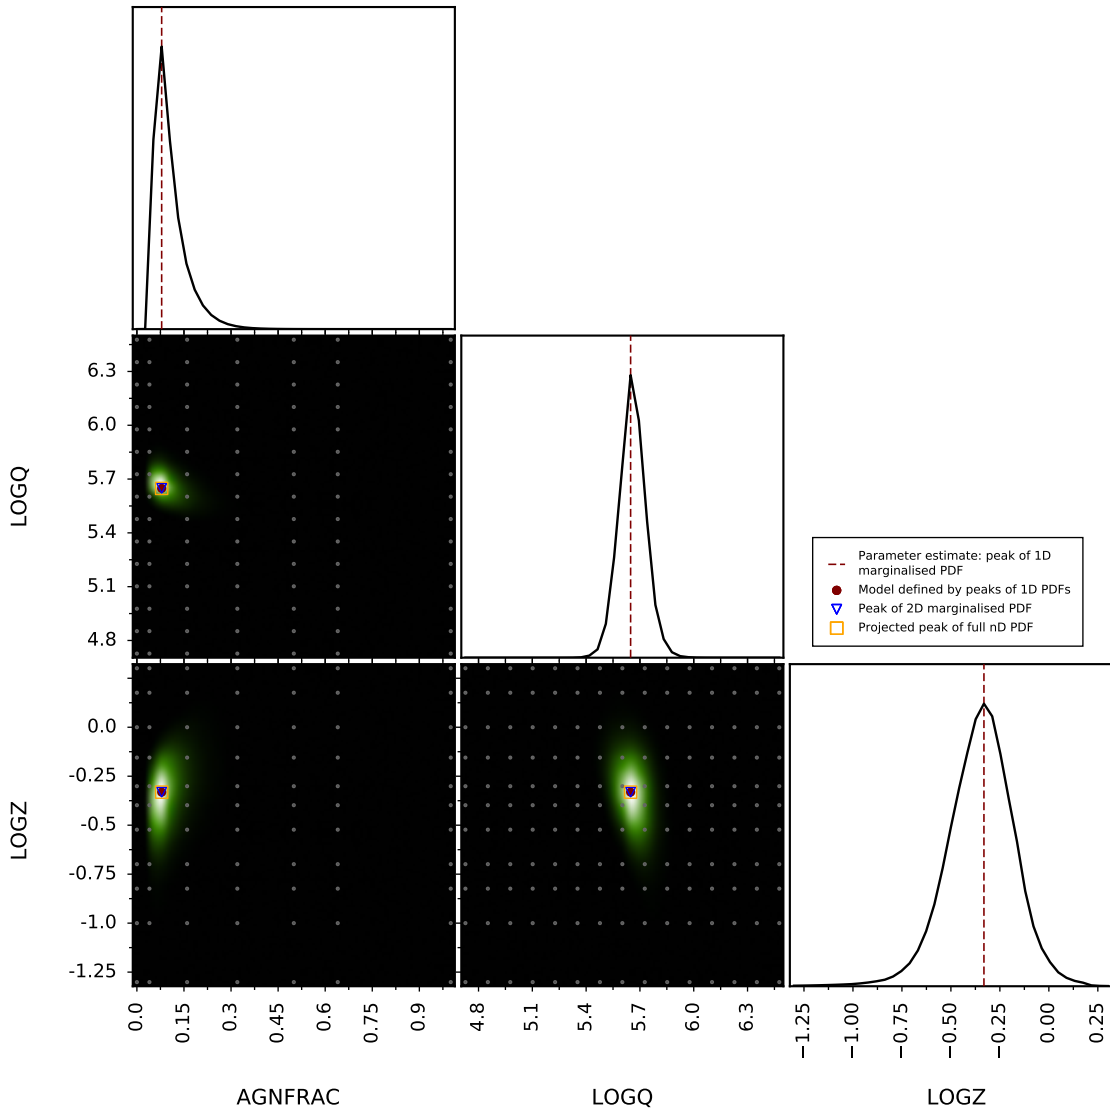 LOGQ
6.3
6.0
5.7
5.4
5.1
4.8
Parameter estimate: peak of 1D
marginalised PDF
Model defined by peaks of 1D PDFs
Peak of 2D marginalised PDF
Projected peak of full nD PDF
LOGZ
0.0
-0.25
-0.5
-0.75
-1.0
-1.25
0.0 0.15 0.3 0.45 0.6 0.75 0.9
4.8 5.1 5.4 5.7 6.0 6.3
−1.25 −1.00 −0.75 −0.50 −0.25 0.00 0.25
AGNFRAC LOGQ LOGZ